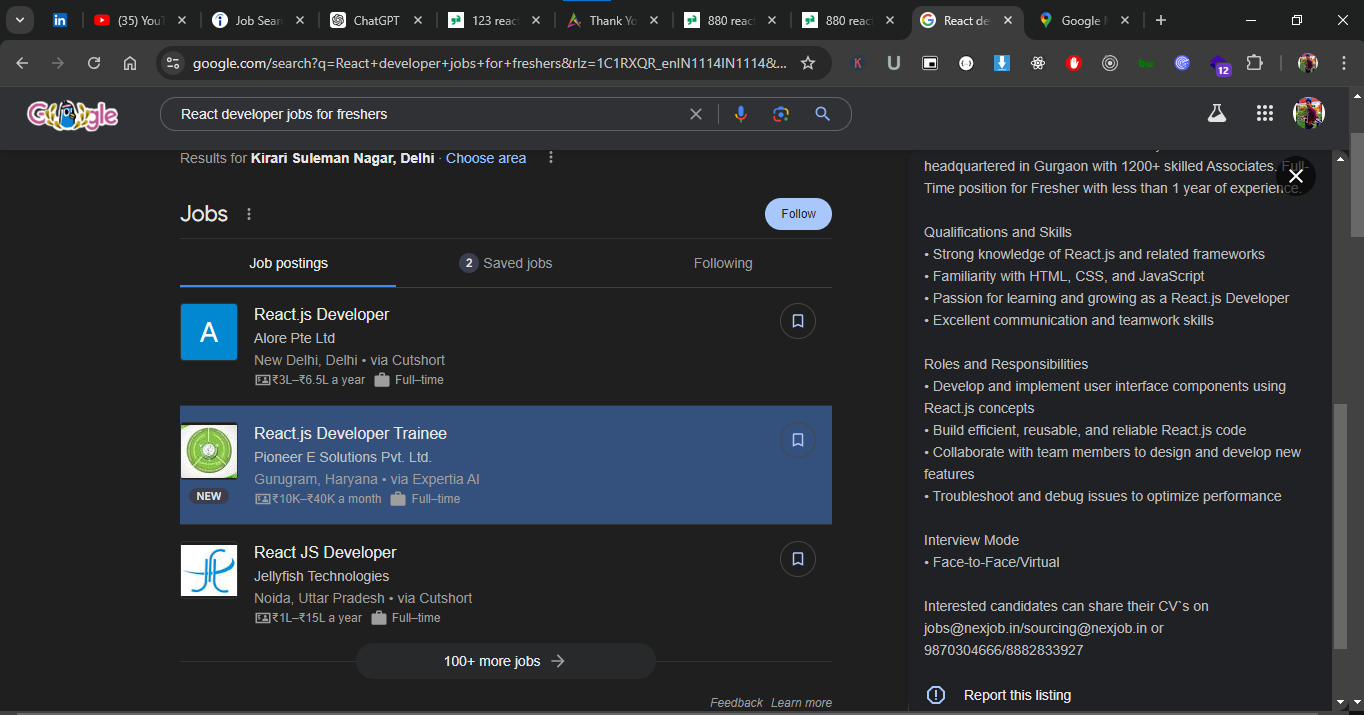 (35) You
Job Sear
ChatGPT
123 reac
Thank Yo
880 reac
880 reac
React de
Google M
google.com/search?q=React+developer+jobs+for+freshers&rlz=1C1RXQR_enIN1114IN1114&...
12
Google
React developer jobs for freshers
Results for Kirari Suleman Nagar, Delhi · Choose area
Jobs
Follow
Job postings
2 Saved jobs
Following
A
React.js Developer
Alore Pte Ltd
New Delhi, Delhi • via Cutshort
₹3L–₹6.5L a year Full–time
React.js Developer Trainee
Pioneer E Solutions Pvt. Ltd.
Gurugram, Haryana • via Expertia AI
NEW
₹10K–₹40K a month Full–time
React JS Developer
Jellyfish Technologies
Noida, Uttar Pradesh • via Cutshort
₹1L–₹15L a year Full–time
100+ more jobs
Feedback Learn more
headquartered in Gurgaon with 1200+ skilled Associates. Full-
Time position for Fresher with less than 1 year of experience.
Qualifications and Skills
• Strong knowledge of React.js and related frameworks
• Familiarity with HTML, CSS, and JavaScript
• Passion for learning and growing as a React.js Developer
• Excellent communication and teamwork skills
Roles and Responsibilities
• Develop and implement user interface components using
React.js concepts
• Build efficient, reusable, and reliable React.js code
• Collaborate with team members to design and develop new
features
• Troubleshoot and debug issues to optimize performance
Interview Mode
• Face-to-Face/Virtual
Interested candidates can share their CV`s on
jobs@nexjob.in/sourcing@nexjob.in or
9870304666/8882833927
Report this listing